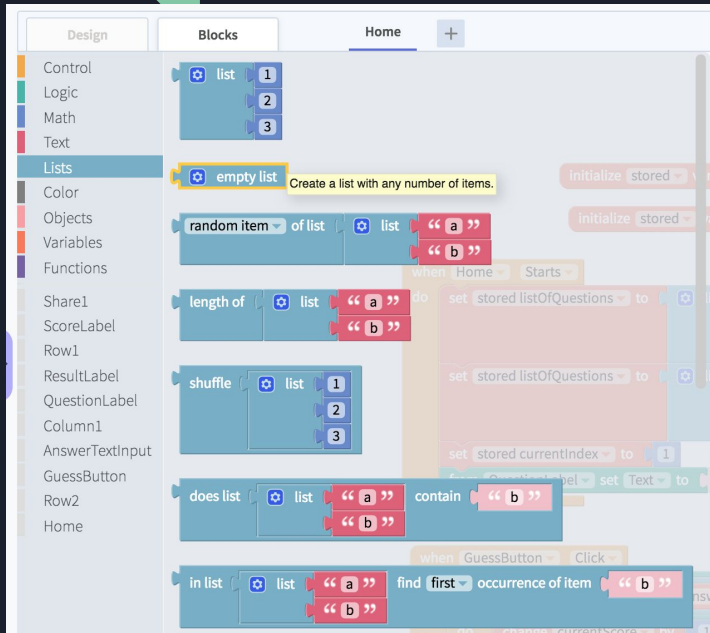 Design Blocks Home +
Control
Logic
Math
Text
Lists
Color
Objects
Variables
Functions
Share1
ScoreLabel
Row1
ResultLabel
QuestionLabel
Column1
AnswerTextInput
GuessButton
Row2
Home
list 1
2
3
empty list
Create a list with any number of items.
random item of list list “ a ”
“ b ”
length of list “ a ”
“ b ”
shuffle list 1
2
3
does list list “ a ” contain “ b ”
“ b ”
in list list “ a ” find first occurrence of item “ b ”
“ b ”
initialize stored
initialize stored
when Home Starts
do set stored listOfQuestions to
set stored listOfQuestions to
set stored currentIndex to 1
set Text to
when GuessButton Click
do change currentScore by